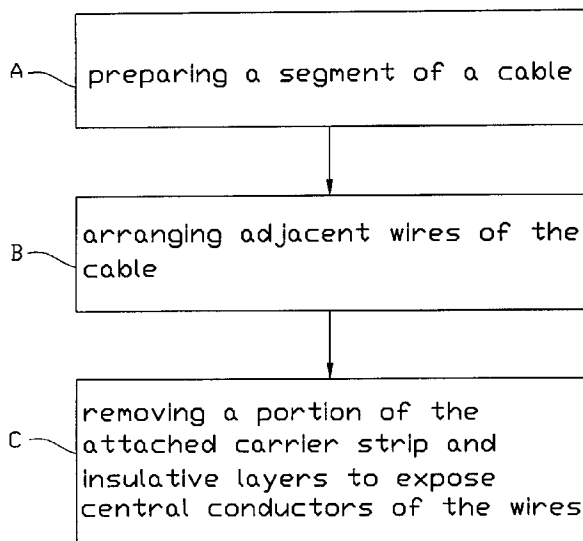 A
preparing a segment of a cable
B
arranging adjacent wires of the
cable
C
removing a portion of the
attached carrier strip and
insulative layers to expose
central conductors of the wires